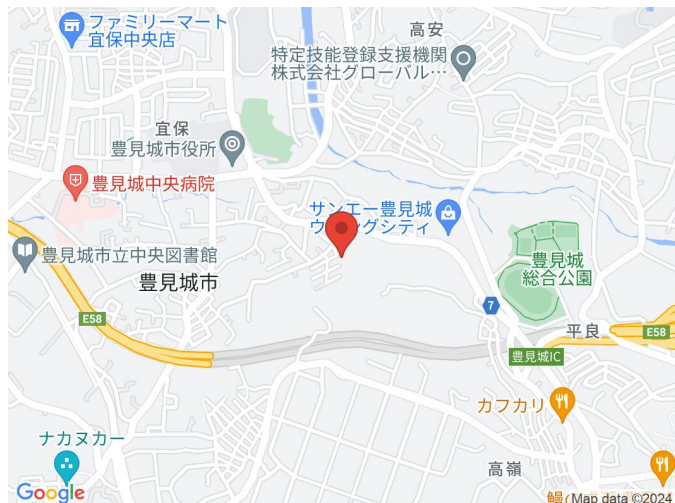 ファミリーマート
宜保中央店
高安
特定技能登録支援機関
株式会社グローバル…
宜保
豊見城市役所
豊見城中央病院
サンエー豊見城
ウイングシティ
豊見城市立中央図書館
豊見城市
豊見城
総合公園
7
E58
平良
E58
豊見城IC
カフカリ
ナカヌカー
高嶺
Google
鰻(
Map data ©2024